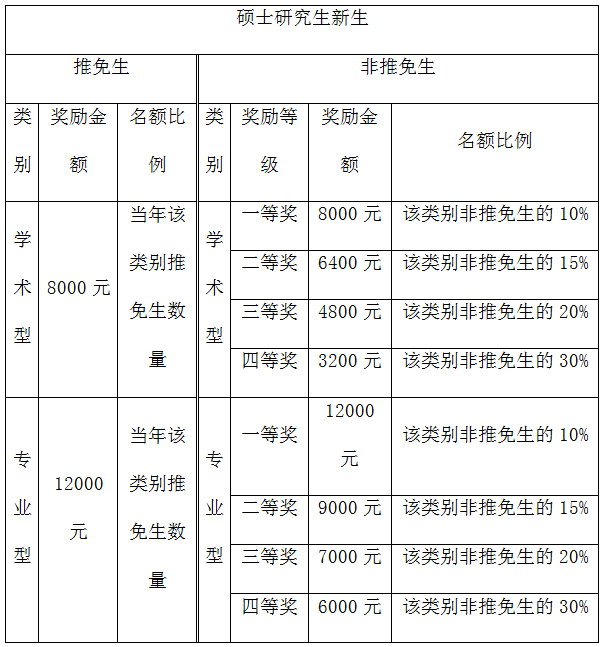 硕士研究生新生
推免生
非推免生
类
别
奖励金
额
名额比
例
类
别
奖励等
级
奖励金
额
名额比例
学
术
型
8000 元
当年该
类别推
免生数
量
学
术
型
一等奖
8000 元
该类别非推免生的 10%
二等奖
6400 元
该类别非推免生的 15%
三等奖
4800 元
该类别非推免生的 20%
四等奖
3200 元
该类别非推免生的 30%
专
业
型
12000
元
当年该
类别推
免生数
量
专
业
型
一等奖
12000
元
该类别非推免生的 10%
二等奖
9000 元
该类别非推免生的 15%
三等奖
7000 元
该类别非推免生的 20%
四等奖
6000 元
该类别非推免生的 30%